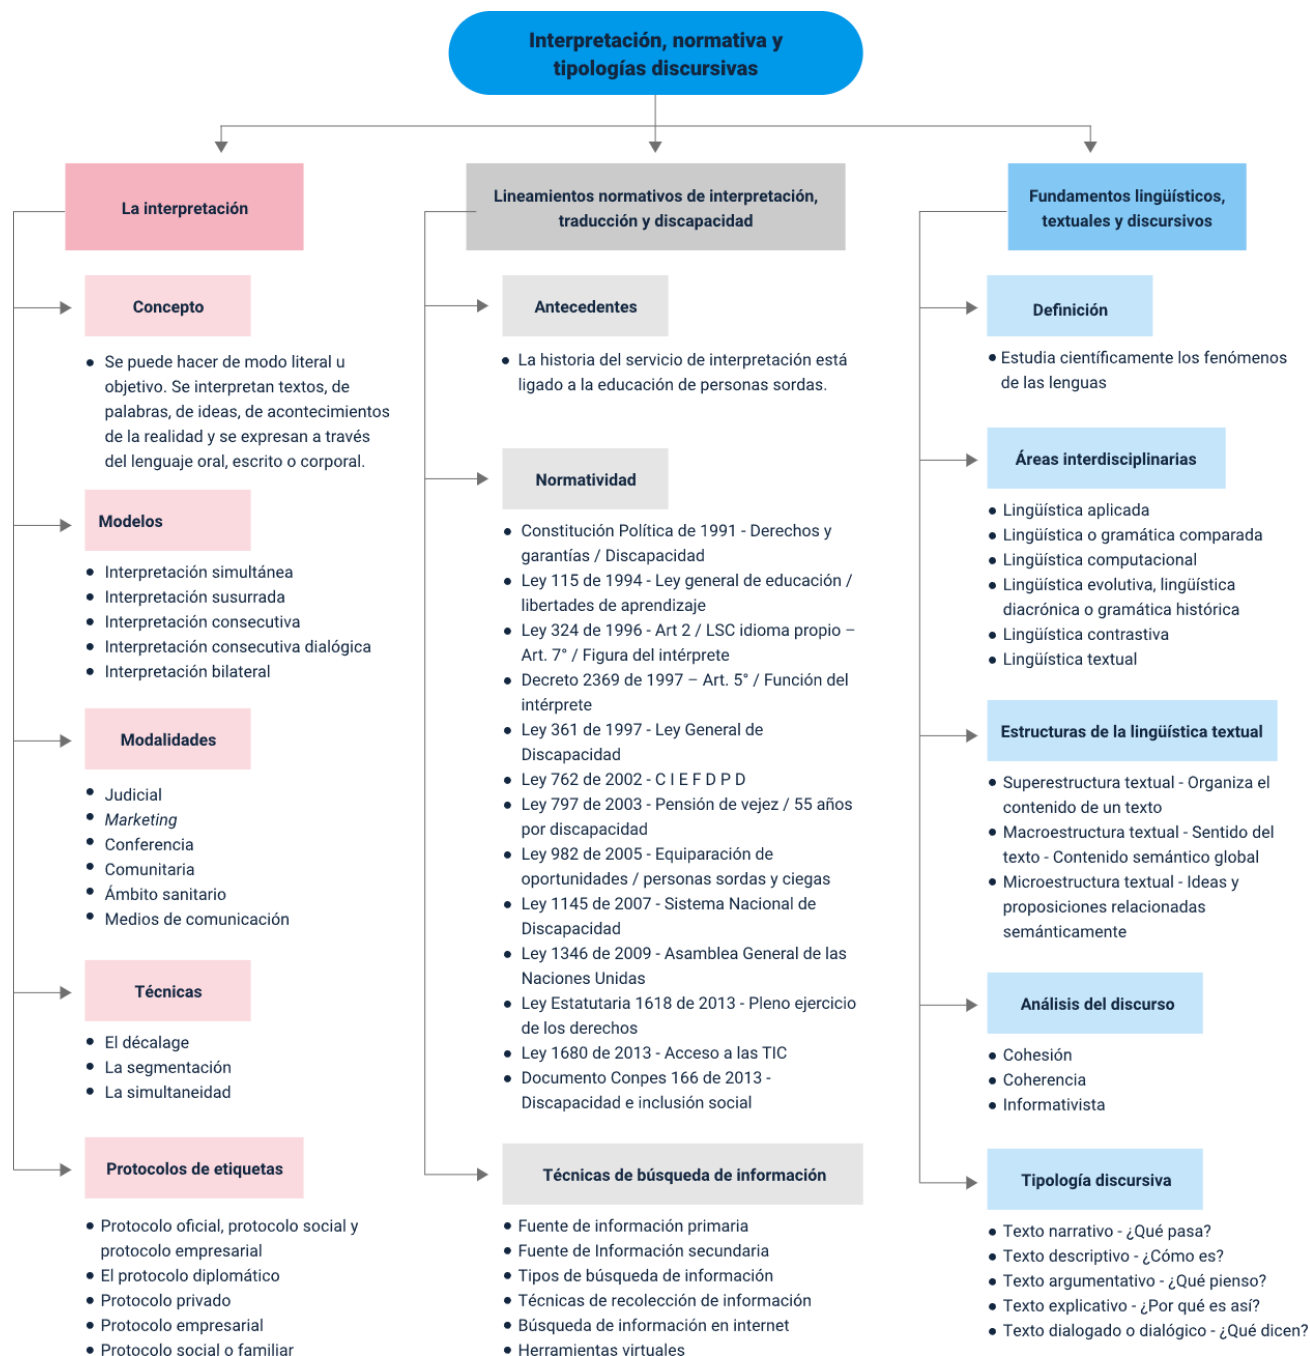 Interpretación, normativa y
tipologías discursivas
La interpretación
Concepto
Se puede hacer de modo literal u
objetivo. Se interpretan textos, de
palabras, de ideas, de acontecimientos
de la realidad y se expresan a través
del lenguaje oral, escrito o corporal.
Modelos
Interpretación simultánea
Interpretación susurrada
Interpretación consecutiva
Interpretación consecutiva dialógica
Interpretación bilateral
Modalidades
Judicial
Marketing
Conferencia
Comunitaria
Ámbito sanitario
Medios de comunicación
Técnicas
El décalage
La segmentación
La simultaneidad
Protocolos de etiquetas
Protocolo oficial, protocolo social y
protocolo empresarial
El protocolo diplomático
Protocolo privado
Protocolo empresarial
Protocolo social o familiar
Lineamientos normativos de interpretación,
traducción y discapacidad
Antecedentes
La historia del servicio de interpretación está
ligado a la educación de personas sordas.
Normatividad
Constitución Política de 1991 - Derechos y
garantías / Discapacidad
Ley 115 de 1994 - Ley general de educación /
libertades de aprendizaje
Ley 324 de 1996 - Art 2 / LSC idioma propio –
Art. 7° / Figura del intérprete
Decreto 2369 de 1997 – Art. 5° / Función del
intérprete
Ley 361 de 1997 - Ley General de
Discapacidad
Ley 762 de 2002 - C I E F D P D
Ley 797 de 2003 - Pensión de vejez / 55 años
por discapacidad
Ley 982 de 2005 - Equiparación de
oportunidades / personas sordas y ciegas
Ley 1145 de 2007 - Sistema Nacional de
Discapacidad
Ley 1346 de 2009 - Asamblea General de las
Naciones Unidas
Ley Estatutaria 1618 de 2013 - Pleno ejercicio
de los derechos
Ley 1680 de 2013 - Acceso a las TIC
Documento Conpes 166 de 2013 -
Discapacidad e inclusión social
Técnicas de búsqueda de información
Fuente de información primaria
Fuente de Información secundaria
Tipos de búsqueda de información
Técnicas de recolección de información
Búsqueda de información en internet
Herramientas virtuales
Fundamentos lingüísticos,
textuales y discursivos
Definición
Estudia científicamente los fenómenos
de las lenguas
Áreas interdisciplinarias
Lingüística aplicada
Lingüística o gramática comparada
Lingüística computacional
Lingüística evolutiva, lingüística
diacrónica o gramática histórica
Lingüística contrastiva
Lingüística textual
Estructuras de la lingüística textual
Superestructura textual - Organiza el
contenido de un texto
Macroestructura textual - Sentido del
texto - Contenido semántico global
Microestructura textual - Ideas y
proposiciones relacionadas
semánticamente
Análisis del discurso
Cohesión
Coherencia
Informativista
Tipología discursiva
Texto narrativo - ¿Qué pasa?
Texto descriptivo - ¿Cómo es?
Texto argumentativo - ¿Qué pienso?
Texto explicativo - ¿Por qué es así?
Texto dialogado o dialógico - ¿Qué dicen?